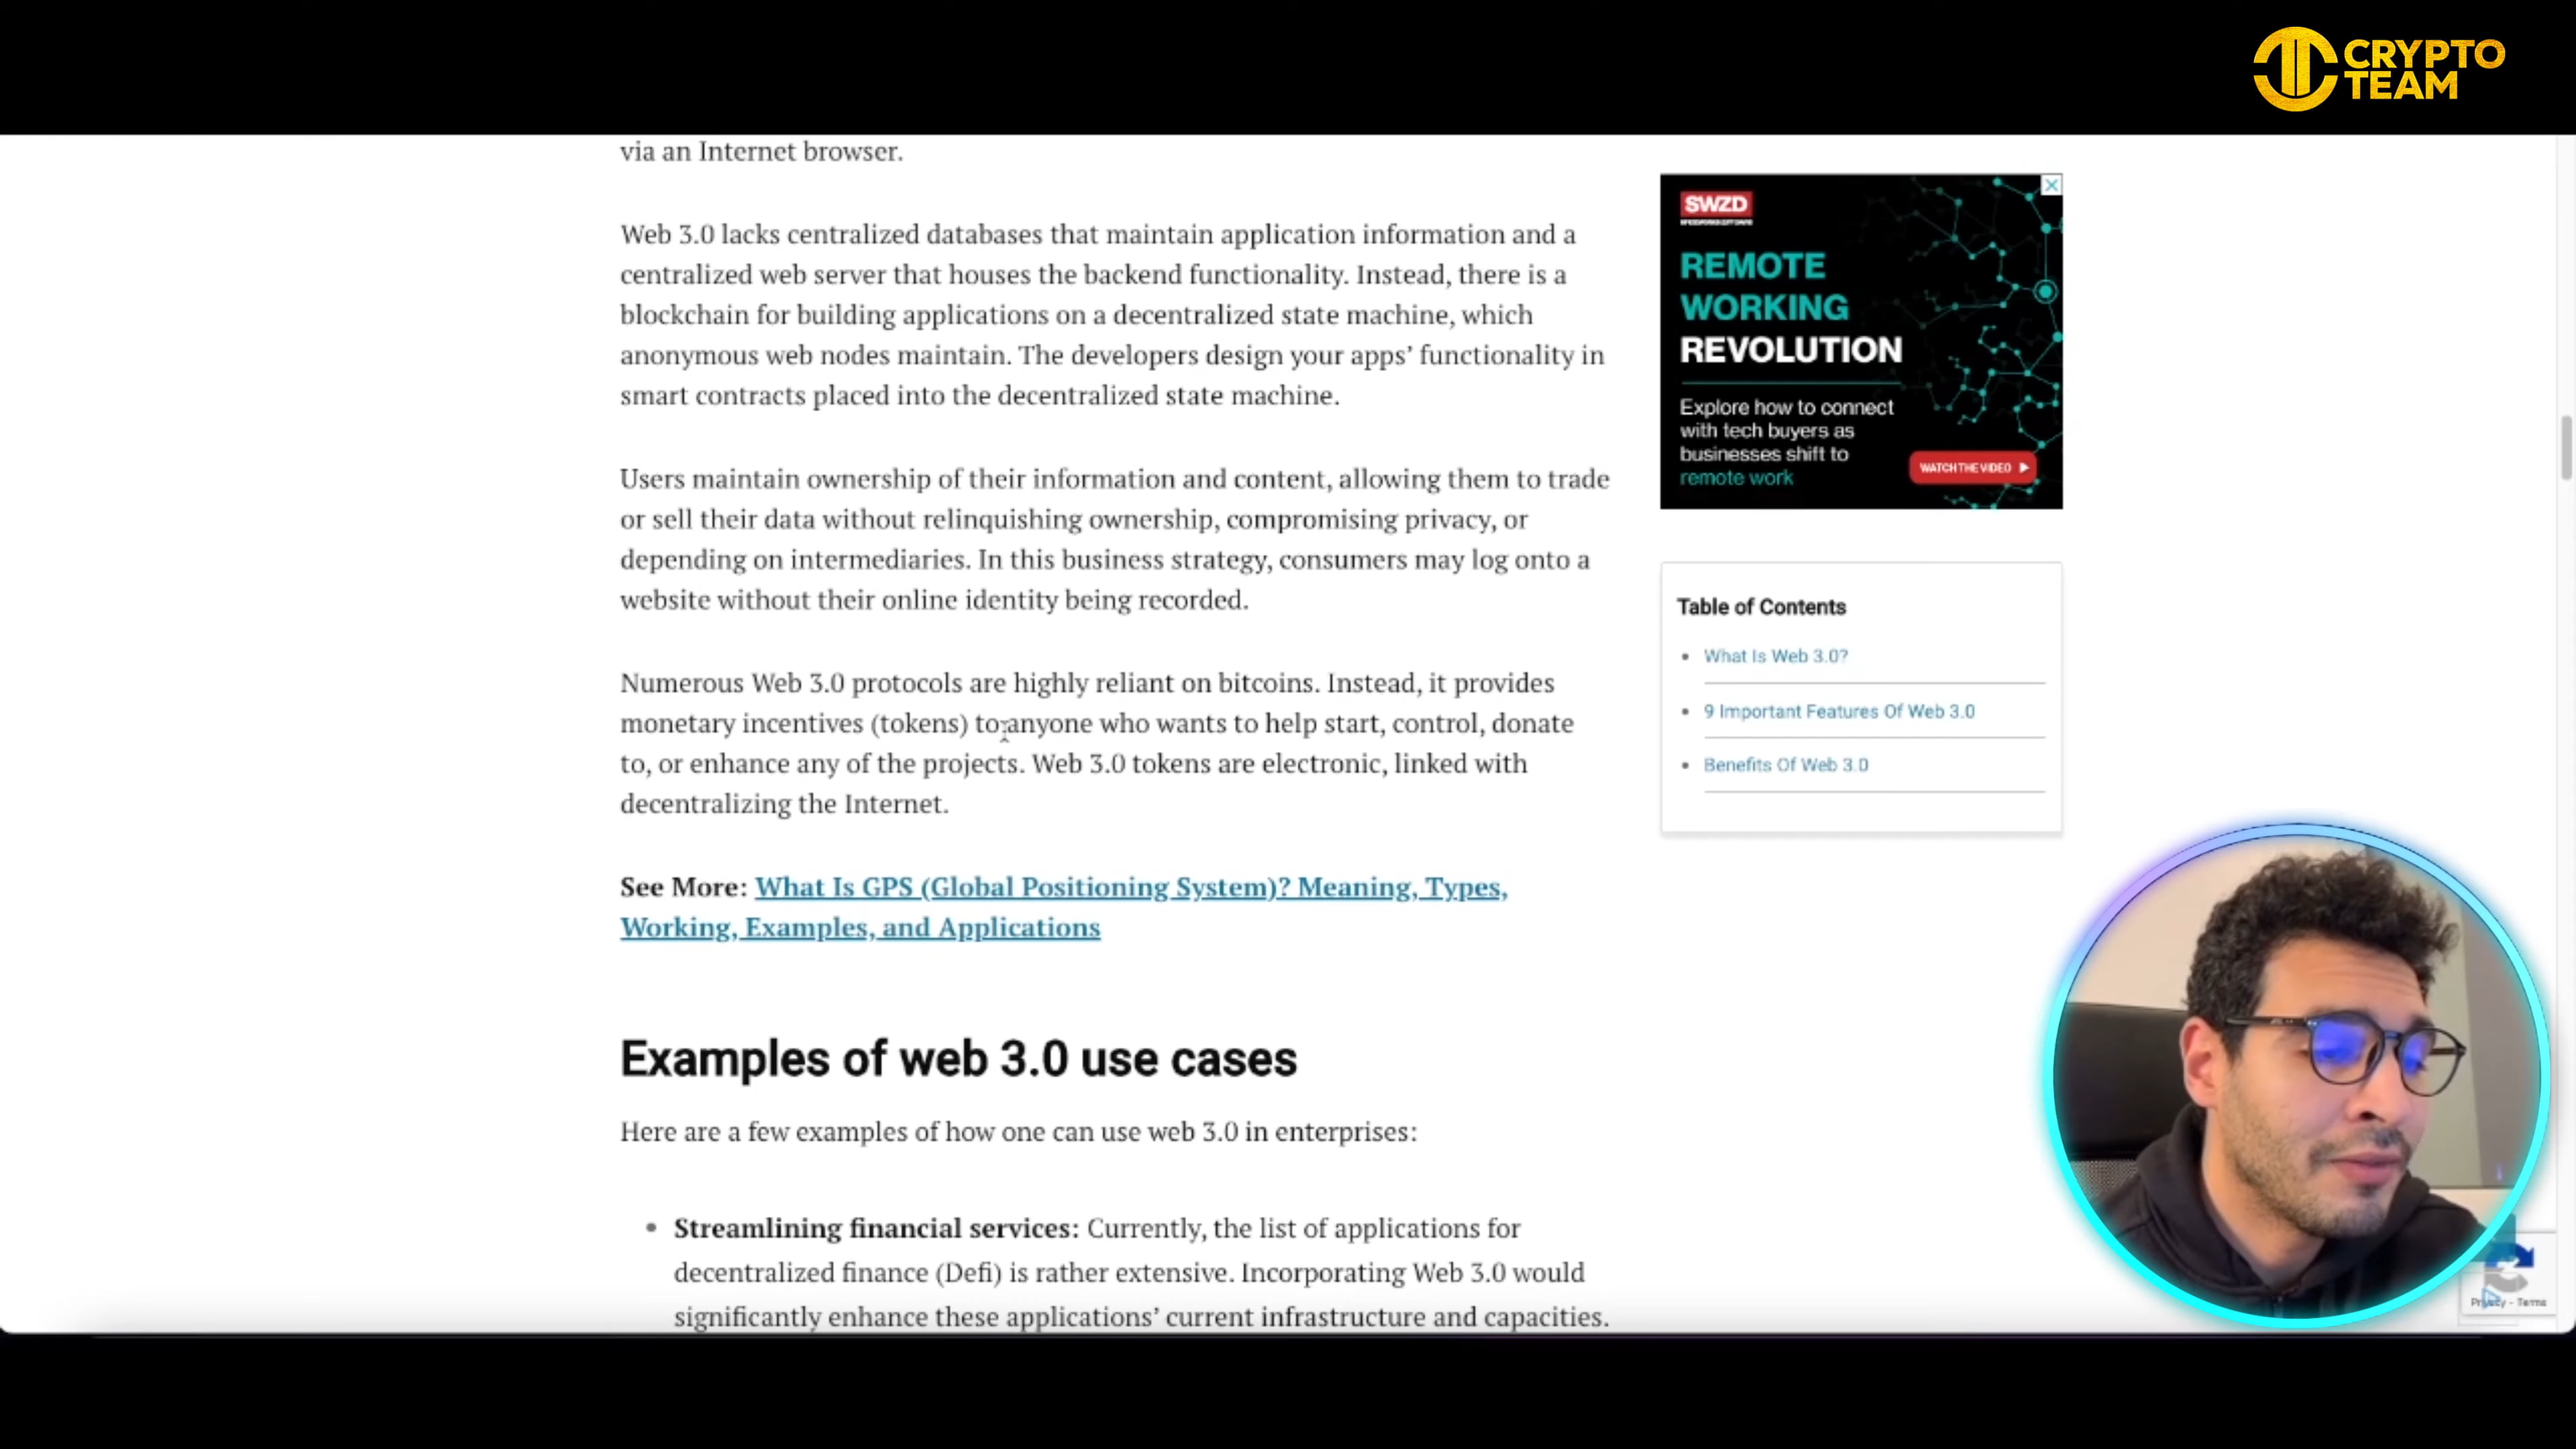 CRYPTO
TEAM
via an Internet browser.
Web 3.0 lacks centralized databases that maintain application information and a
centralized web server that houses the backend functionality. Instead, there is a
blockchain for building applications on a decentralized state machine, which
anonymous web nodes maintain. The developers design your apps’ functionality in
smart contracts placed into the decentralized state machine.
Users maintain ownership of their information and content, allowing them to trade
or sell their data without relinquishing ownership, compromising privacy, or
depending on intermediaries. In this business strategy, consumers may log onto a
website without their online identity being recorded.
Numerous Web 3.0 protocols are highly reliant on bitcoins. Instead, it provides
monetary incentives (tokens) to anyone who wants to help start, control, donate
to, or enhance any of the projects. Web 3.0 tokens are electronic, linked with
decentralizing the Internet.
See More: What Is GPS (Global Positioning System)? Meaning, Types,
Working, Examples, and Applications
Examples of web 3.0 use cases
Here are a few examples of how one can use web 3.0 in enterprises:
• Streamlining financial services: Currently, the list of applications for
decentralized finance (Defi) is rather extensive. Incorporating Web 3.0 would
significantly enhance these applications’ current infrastructure and capacities.
SWZD
REMOTE
WORKING
REVOLUTION
Explore how to connect
with tech buyers as
businesses shift to
remote work
WATCH THE VIDEO
Table of Contents
• What Is Web 3.0?
• 9 Important Features Of Web 3.0
• Benefits Of Web 3.0
Privacy - Terms